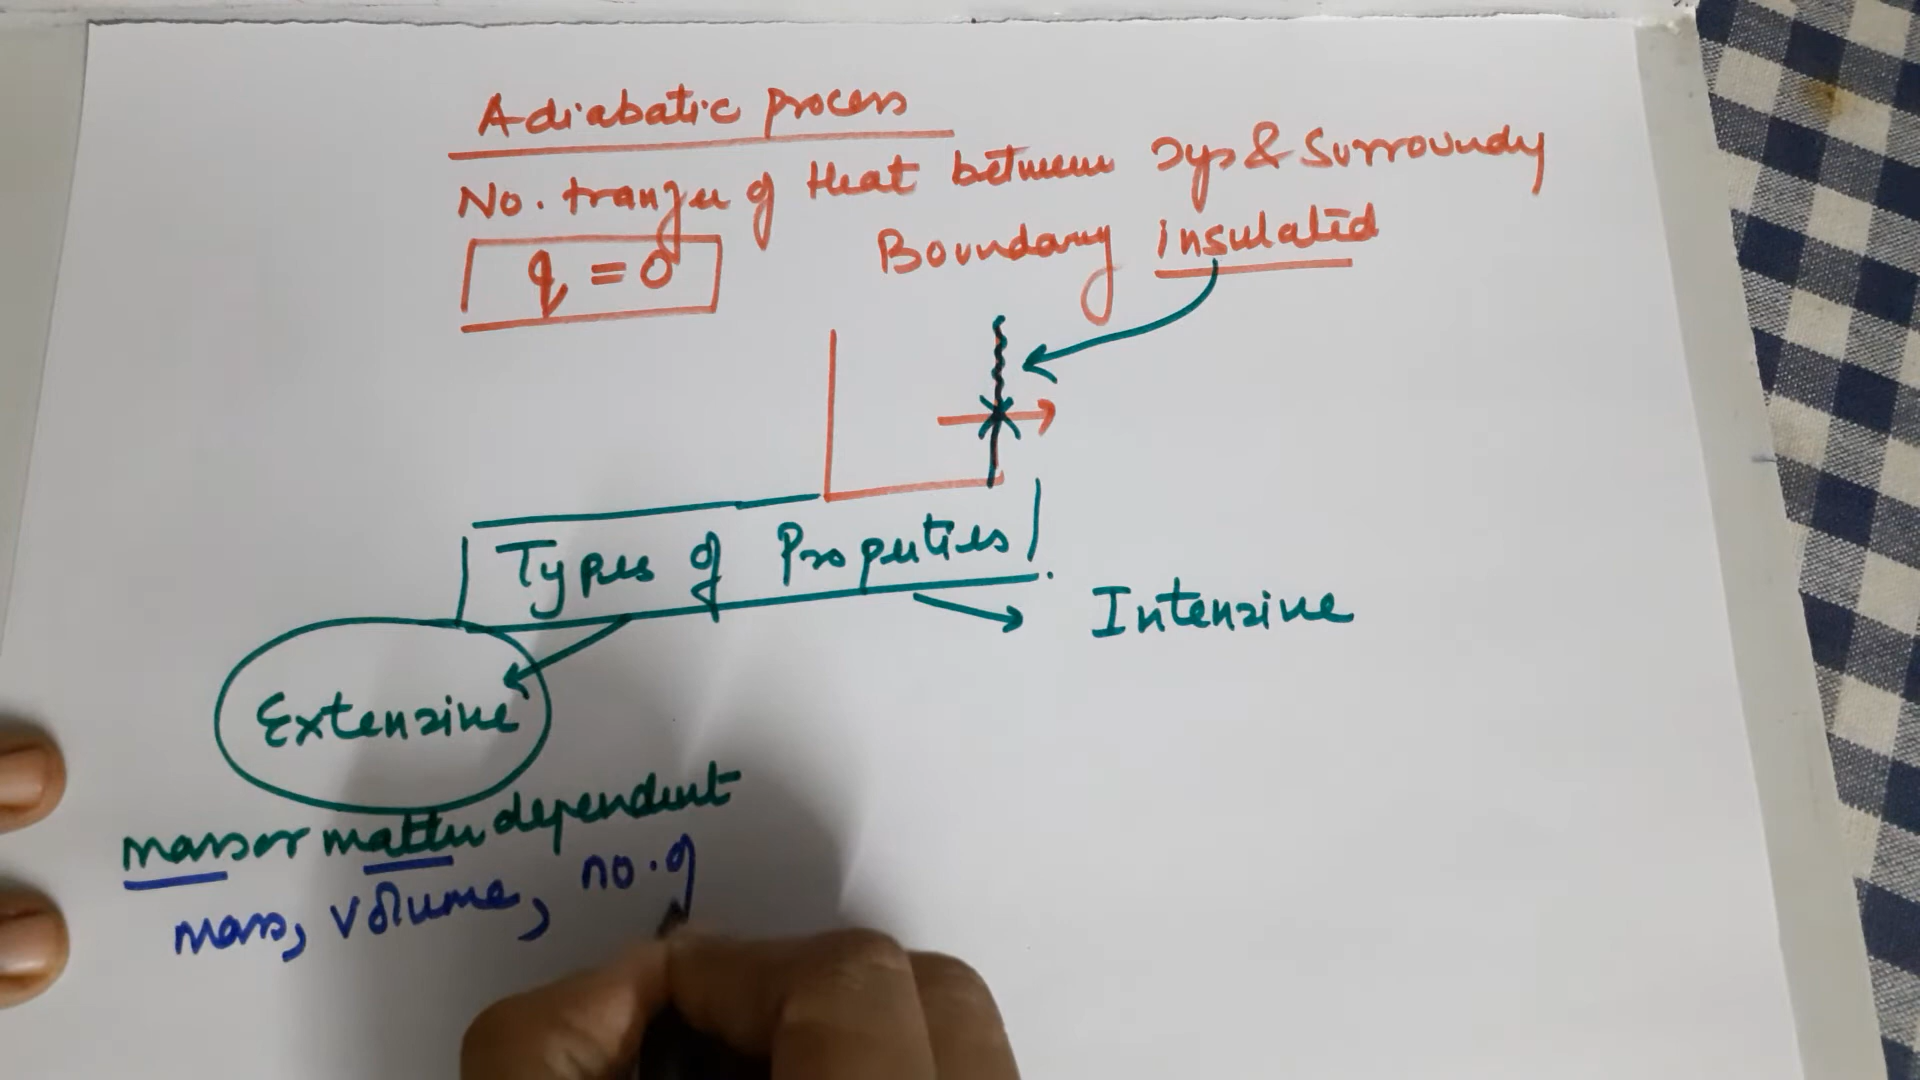 Adiabatic process
No. transfer of Heat between sys & Surroundg
q = 0
Boundary insulated
Types of Properties
Intensive
Extensive
mass or matter dependent
mass, volume, no. of